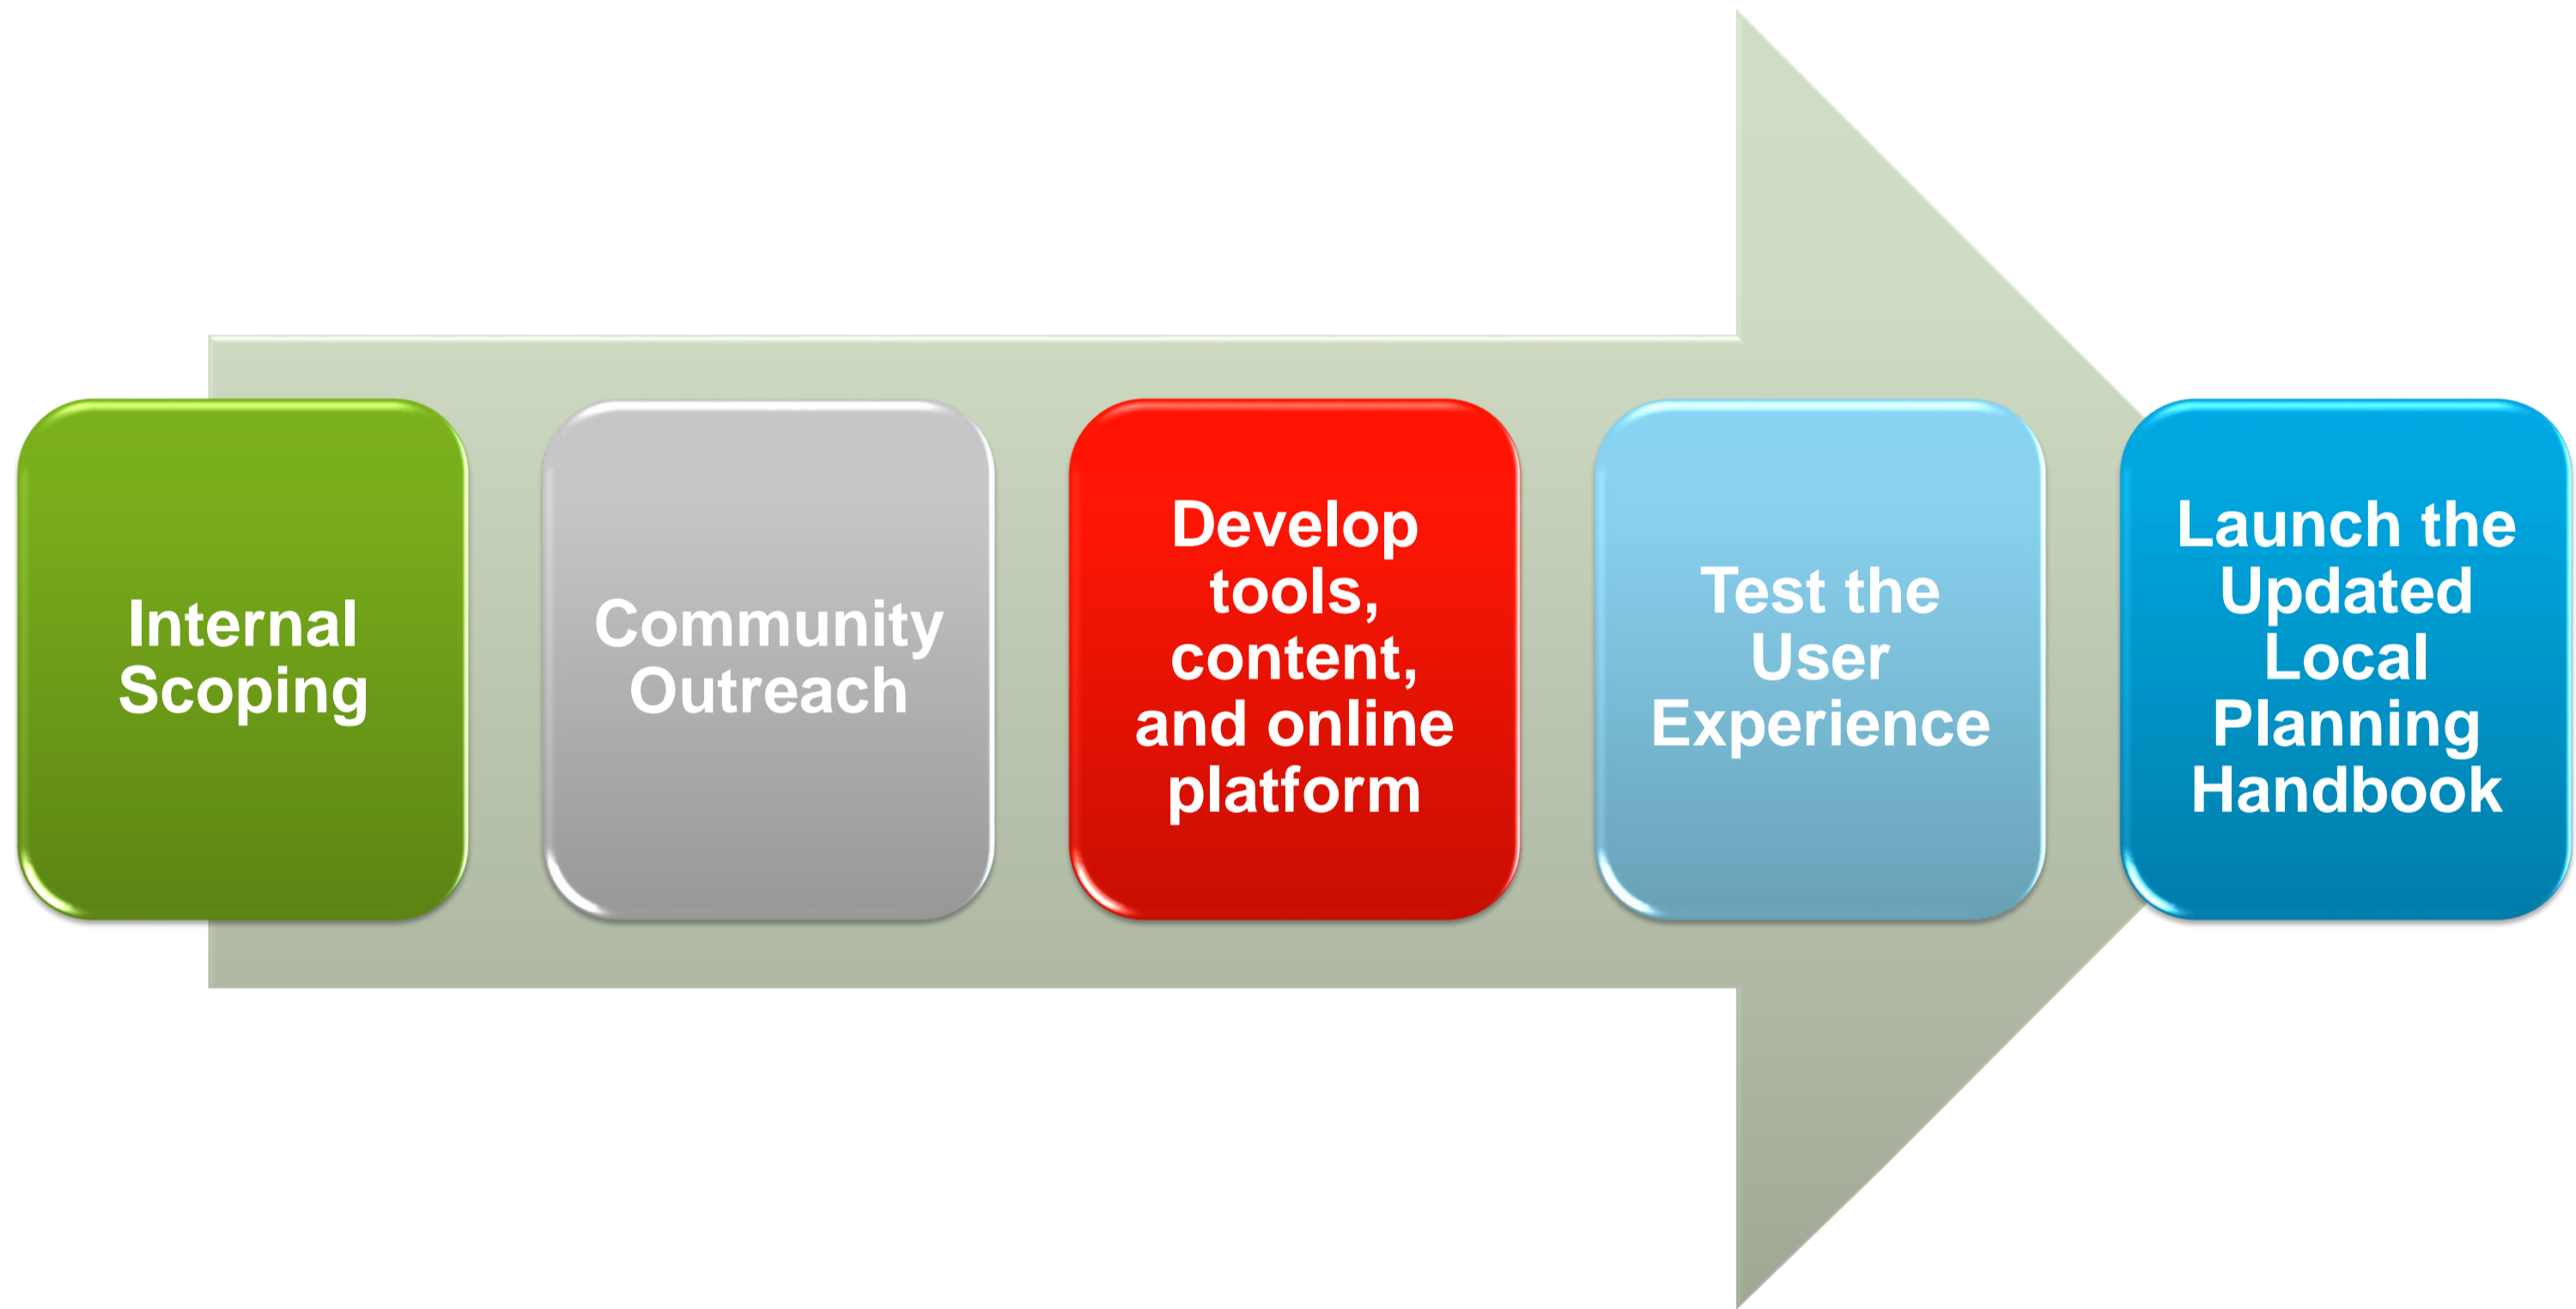 Internal
Scoping
Community
Outreach
Develop
tools,
content,
and online
platform
Test the
User
Experience
Launch the
Updated
Local
Planning
Handbook